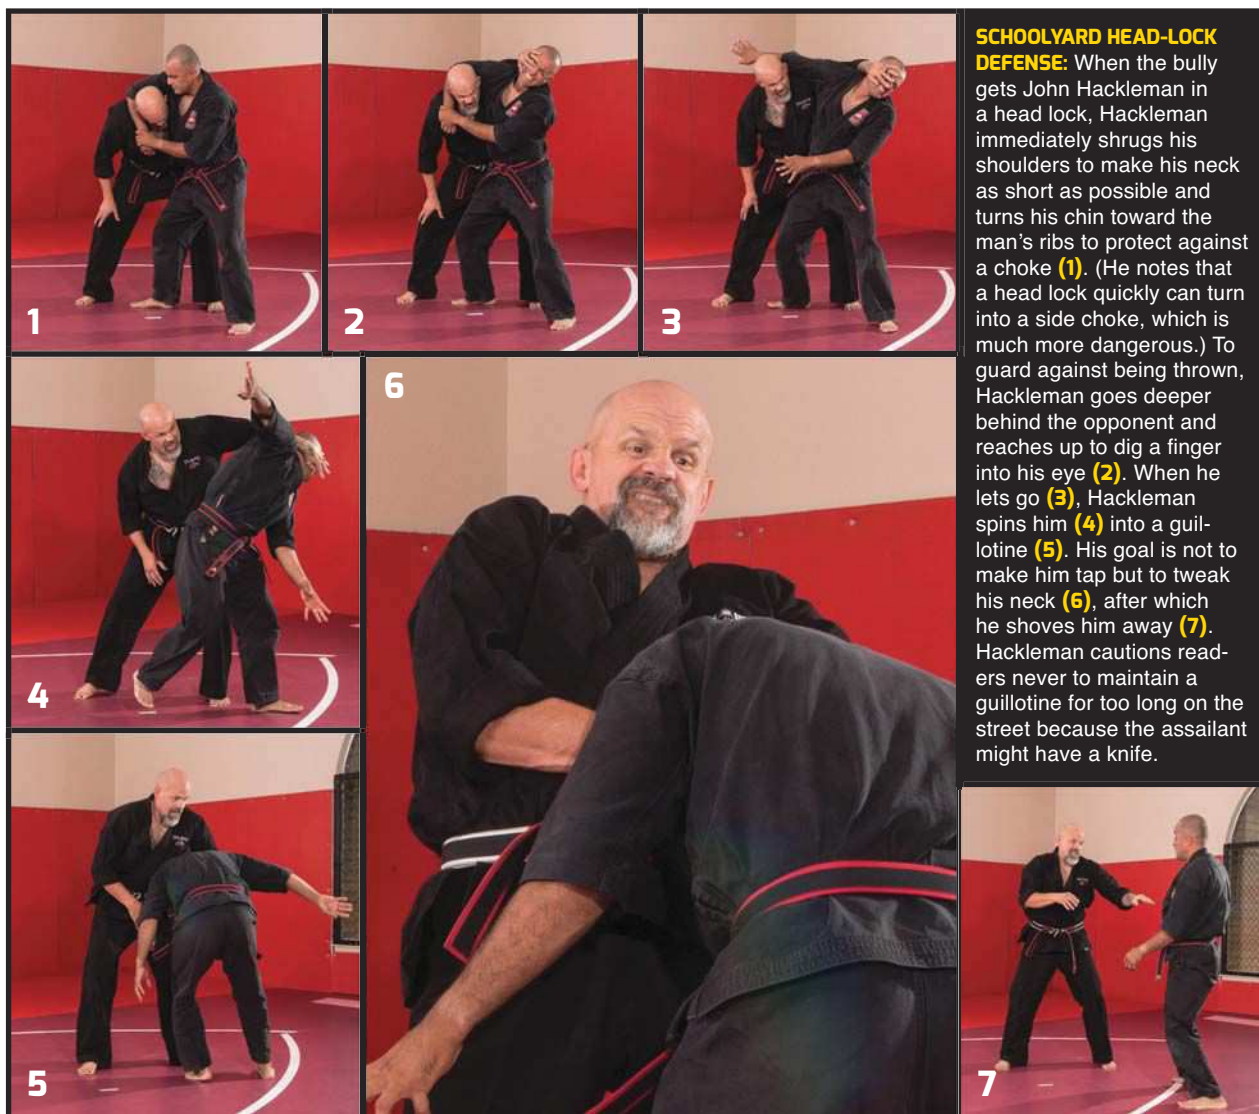 SCHOOLYARD HEAD-LOCK
DEFENSE: When the bully
gets John Hackleman in
a head lock, Hackleman
immediately shrugs his
shoulders to make his neck
as short as possible and
turns his chin toward the
man's ribs to protect against
a choke (1). (He notes that
a head lock quickly can turn
into a side choke, which is
much more dangerous.) To
guard against being thrown,
Hackleman goes deeper
behind the opponent and
reaches up to dig a finger
into his eye (2). When he
lets go (3), Hackleman
spins him (4) into a guil-
lotine (5). His goal is not to
make him tap but to tweak
his neck (6), after which
he shoves him away (7).
Hackleman cautions read-
ers never to maintain a
guillotine for too long on the
street because the assailant
might have a knife.
1
2
3
4
5
6
7